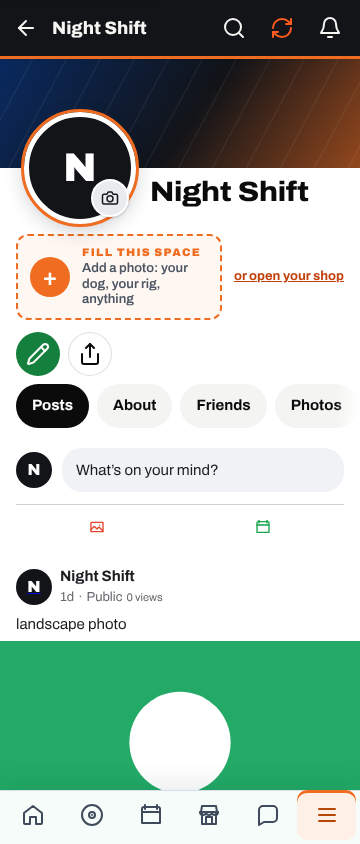 Night Shift
N
Night Shift
FILL THIS SPACE
+
Add a photo: your
dog, your rig,
anything
or open your shop
Posts
About
Friends
Photos
N
What's on your mind?
N
Night Shift
1d · Public 0 views
landscape photo